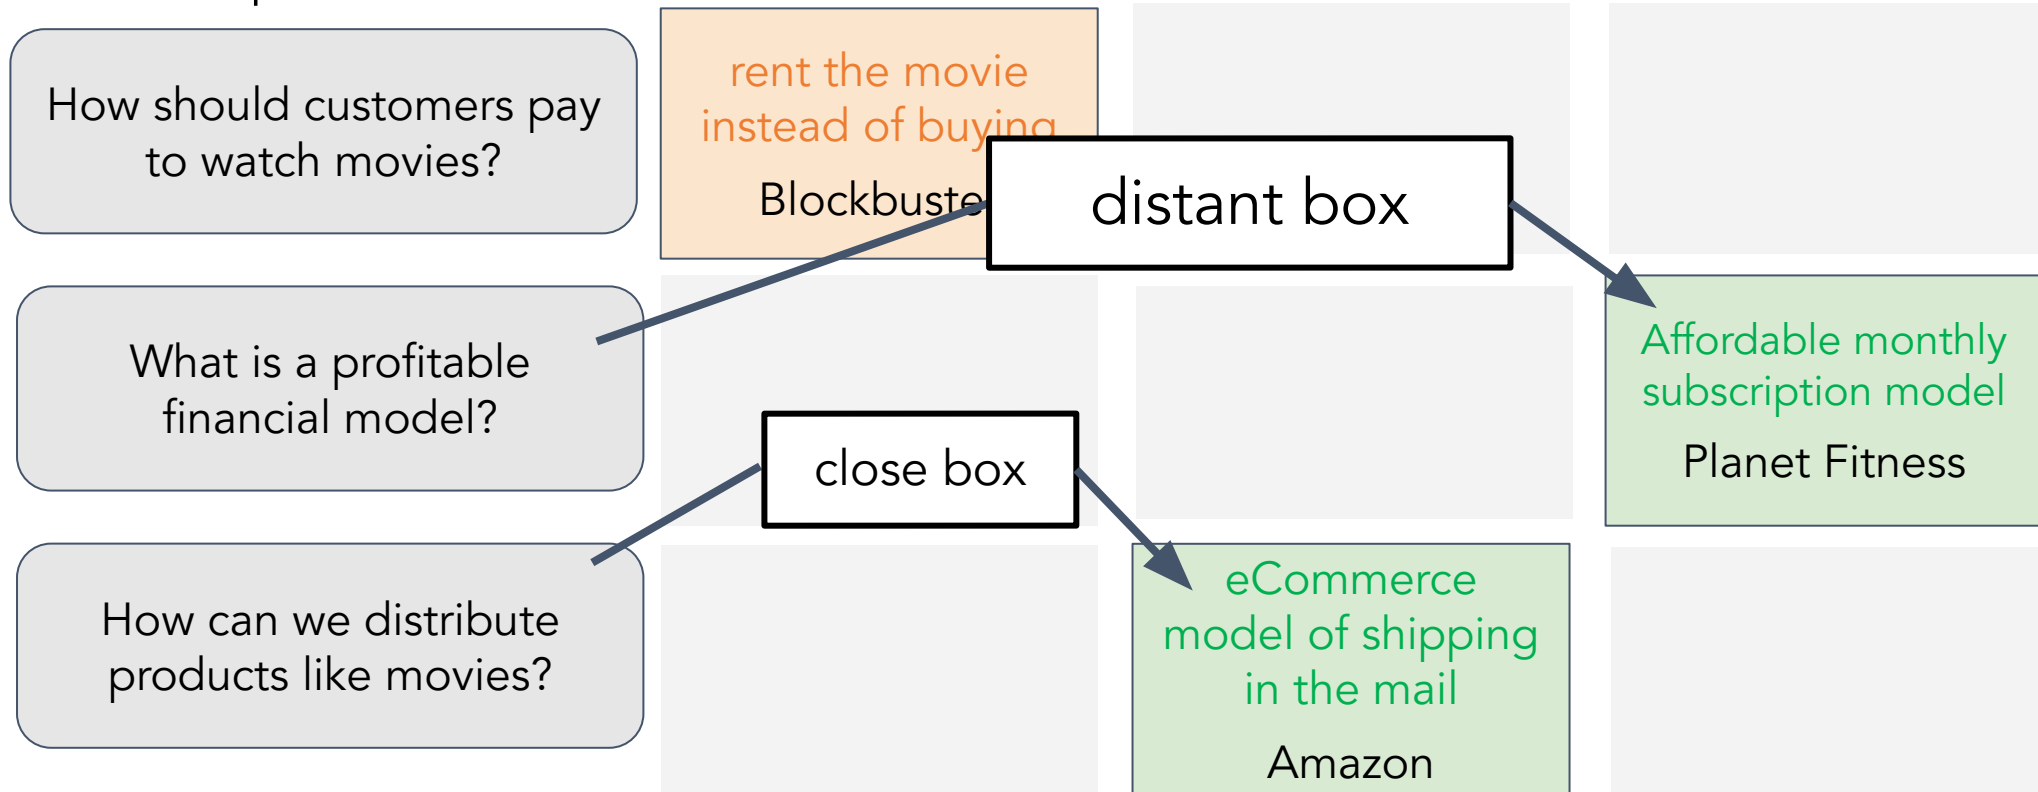 How should customers pay
to watch movies?
rent the movie
instead of buying
Blockbuste
distant box
What is a profitable
financial model?
Affordable monthly
subscription model
Planet Fitness
close box
How can we distribute
products like movies?
eCommerce
model of shipping
in the mail
Amazon